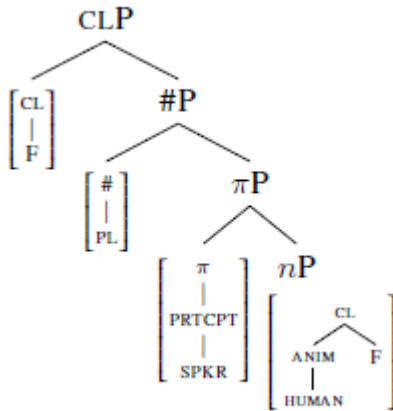 CLP
CL
F
#P
#
PL
πP
π
PRTCPT
SPKR
nP
CL
ANIM F
HUMAN